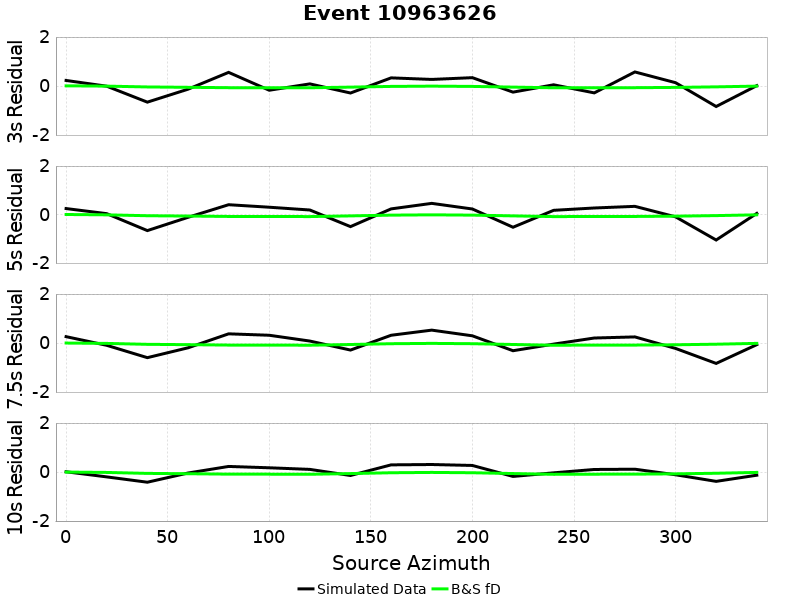 Event 10963626
3s Residual
2
0
-2
5s Residual
2
0
-2
7.5s Residual
2
0
-2
10s Residual
2
0
-2
0 50 100 150 200 250 300
Source Azimuth
Simulated Data B&S fD